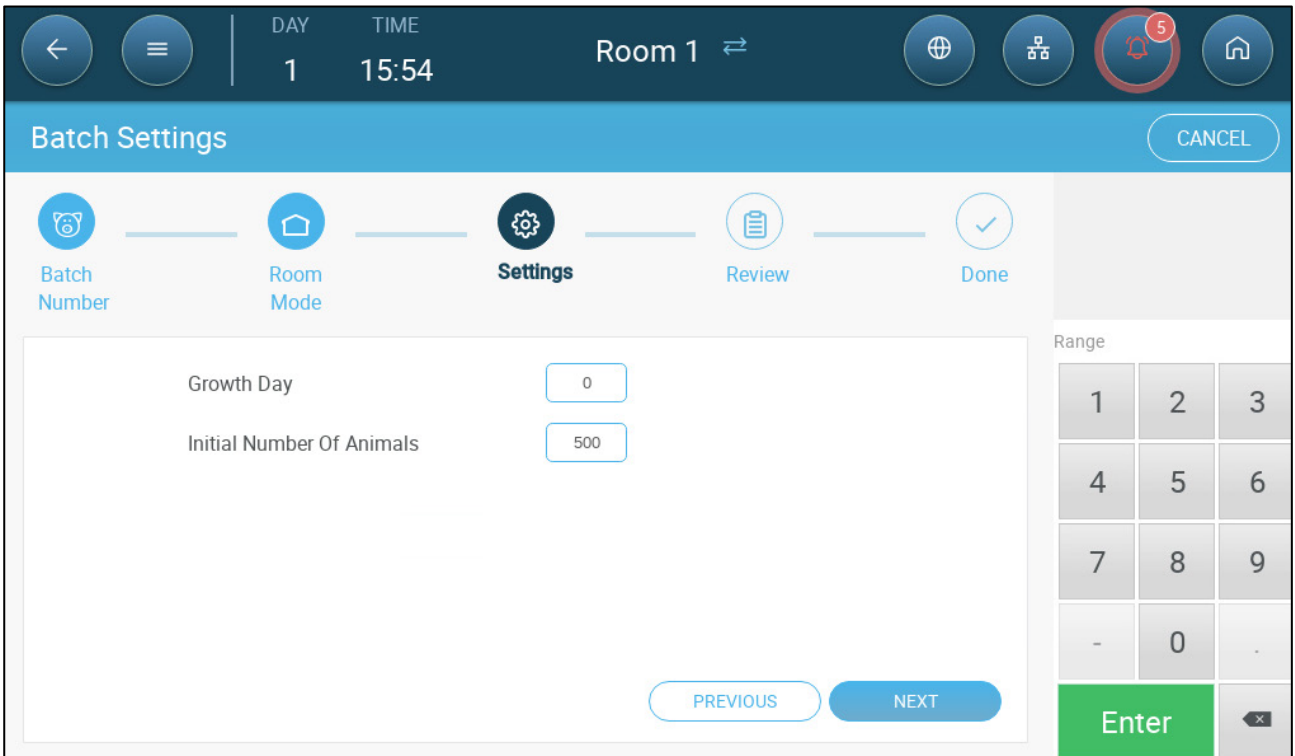 DAY TIME
1 15:54
Room 1
5
Batch Settings
CANCEL
Batch
Number
Room
Mode
Settings
Review
Done
Growth Day 0
Initial Number Of Animals 500
PREVIOUS NEXT
Range
1 2 3
4 5 6
7 8 9
- 0 .
Enter